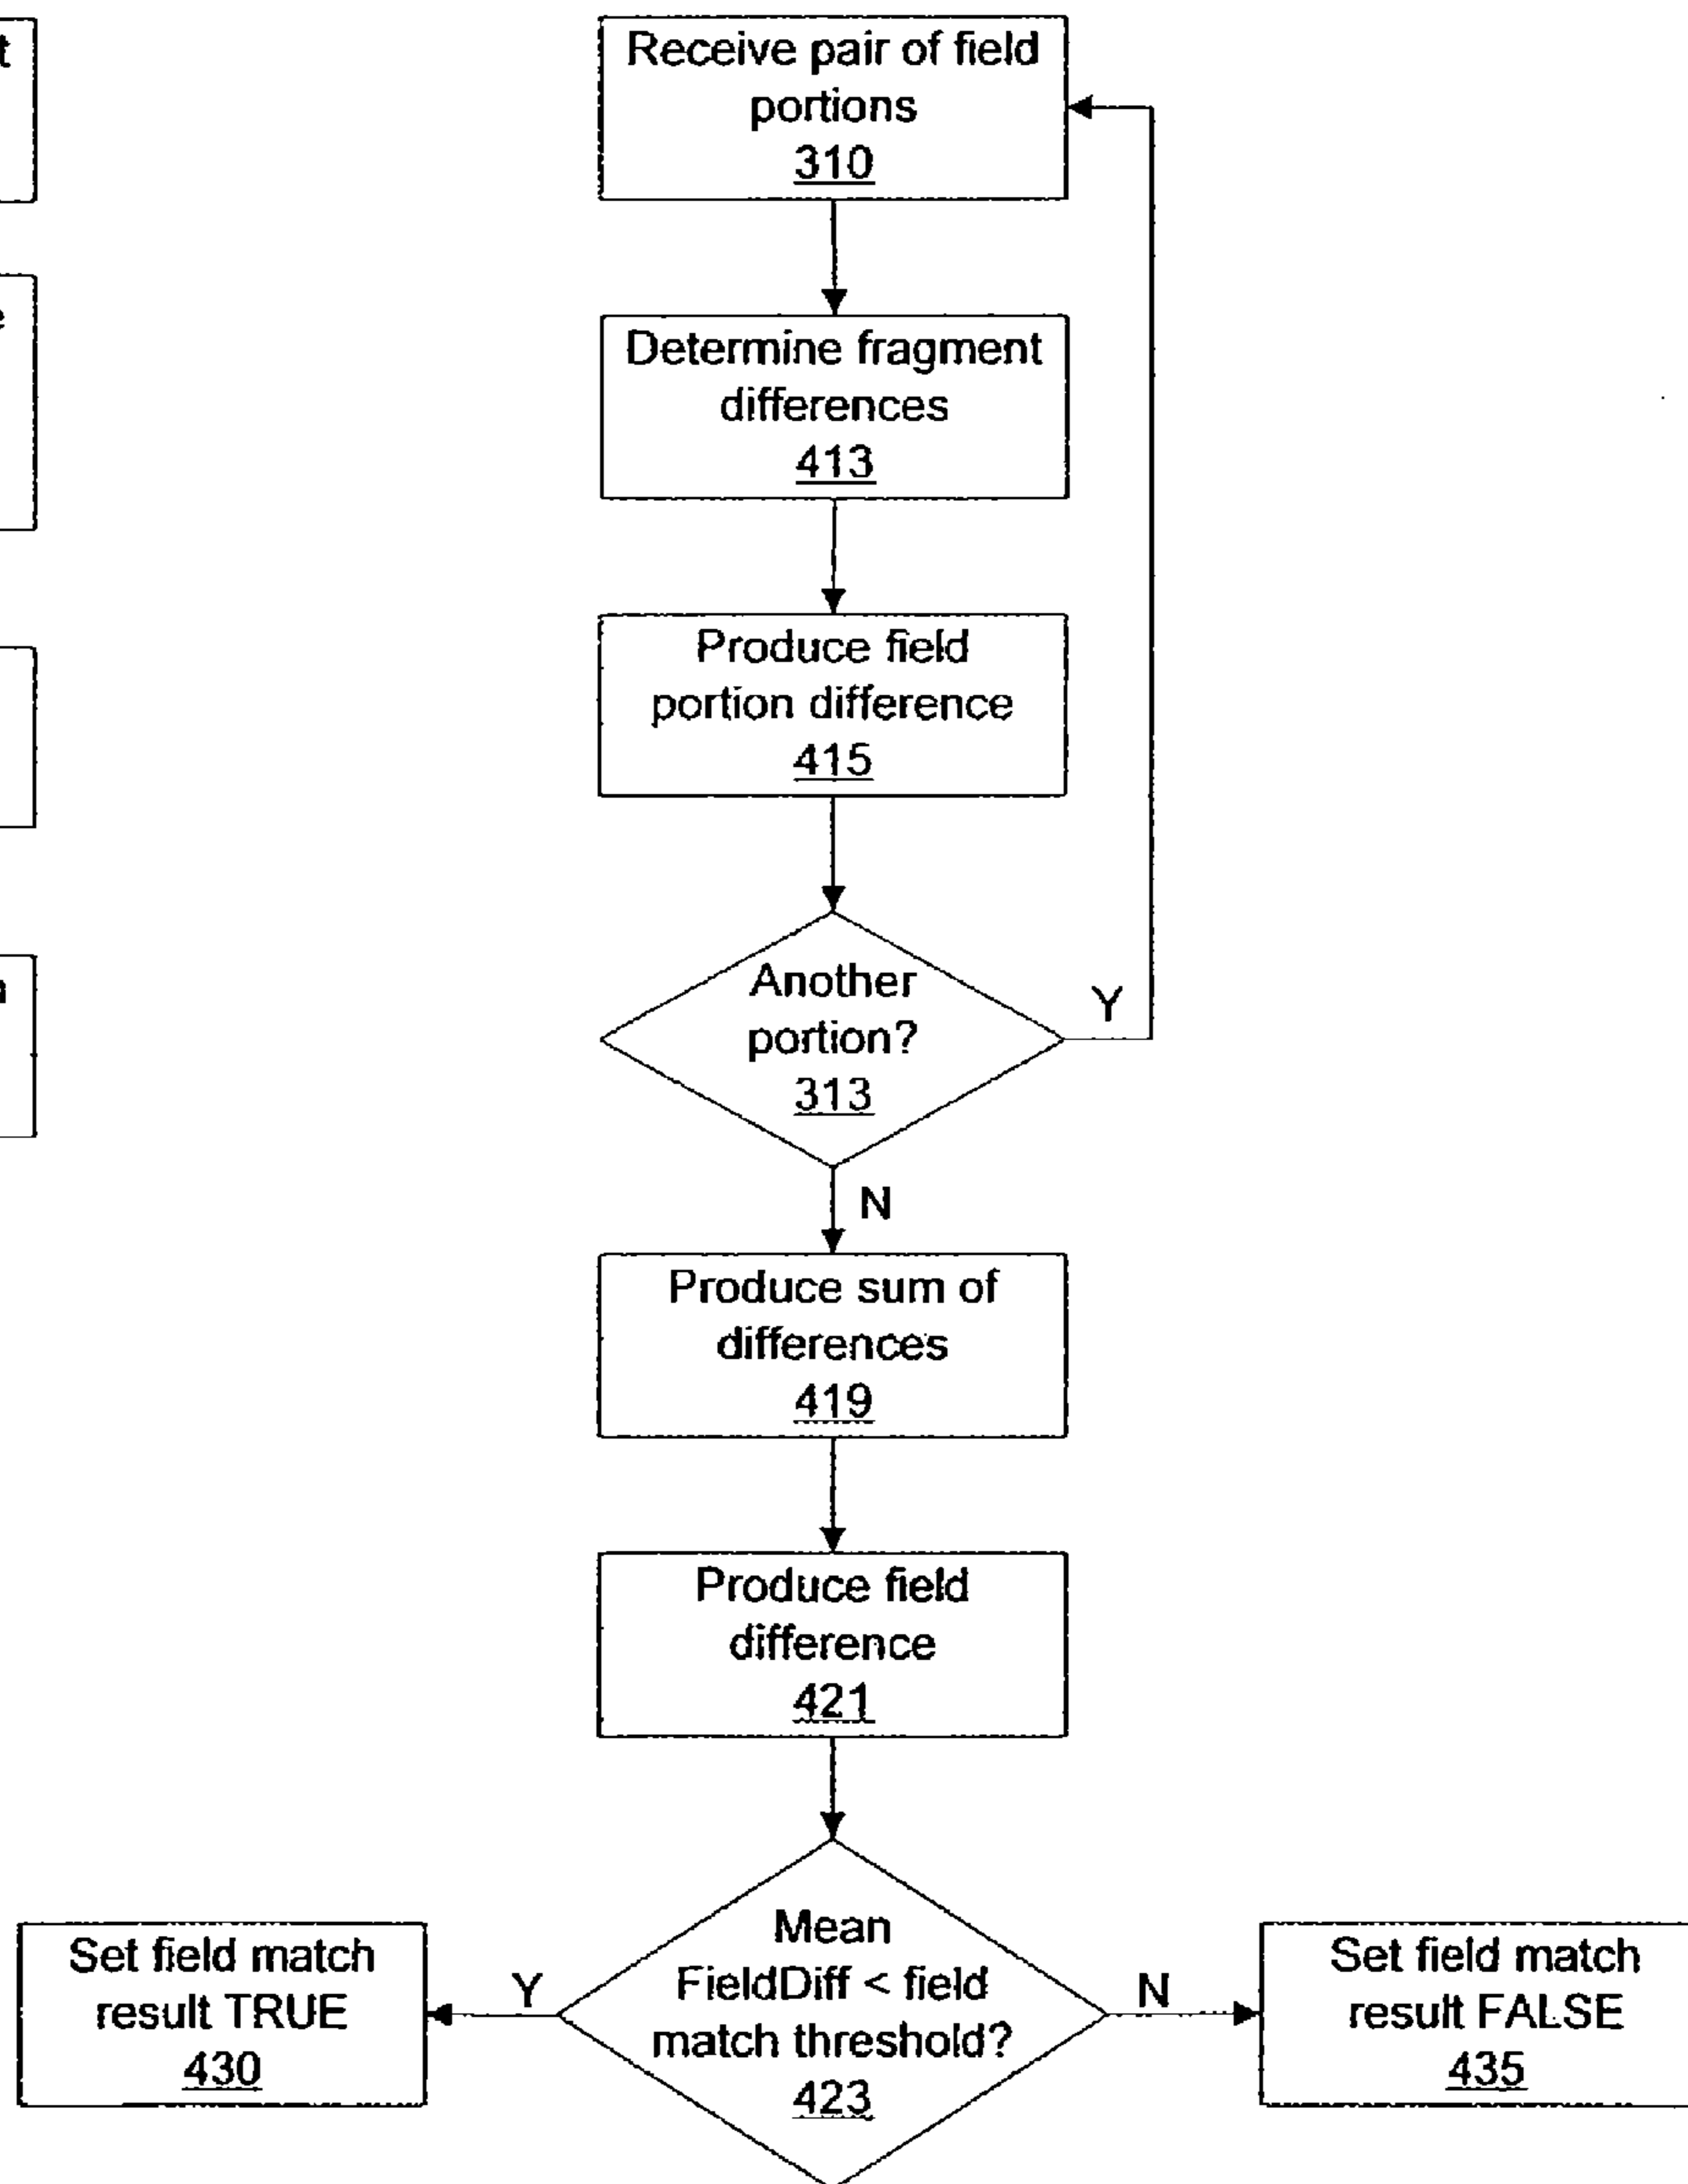 Receive pair of field
portions
310
Determine fragment
differences
413
Produce field
portion difference
415
Another
portion?
313
Y
N
Produce sum of
differences
419
Produce field
difference
421
Mean
FieldDiff < field
match threshold?
423
Y
N
Set field match
result TRUE
430
Set field match
result FALSE
435